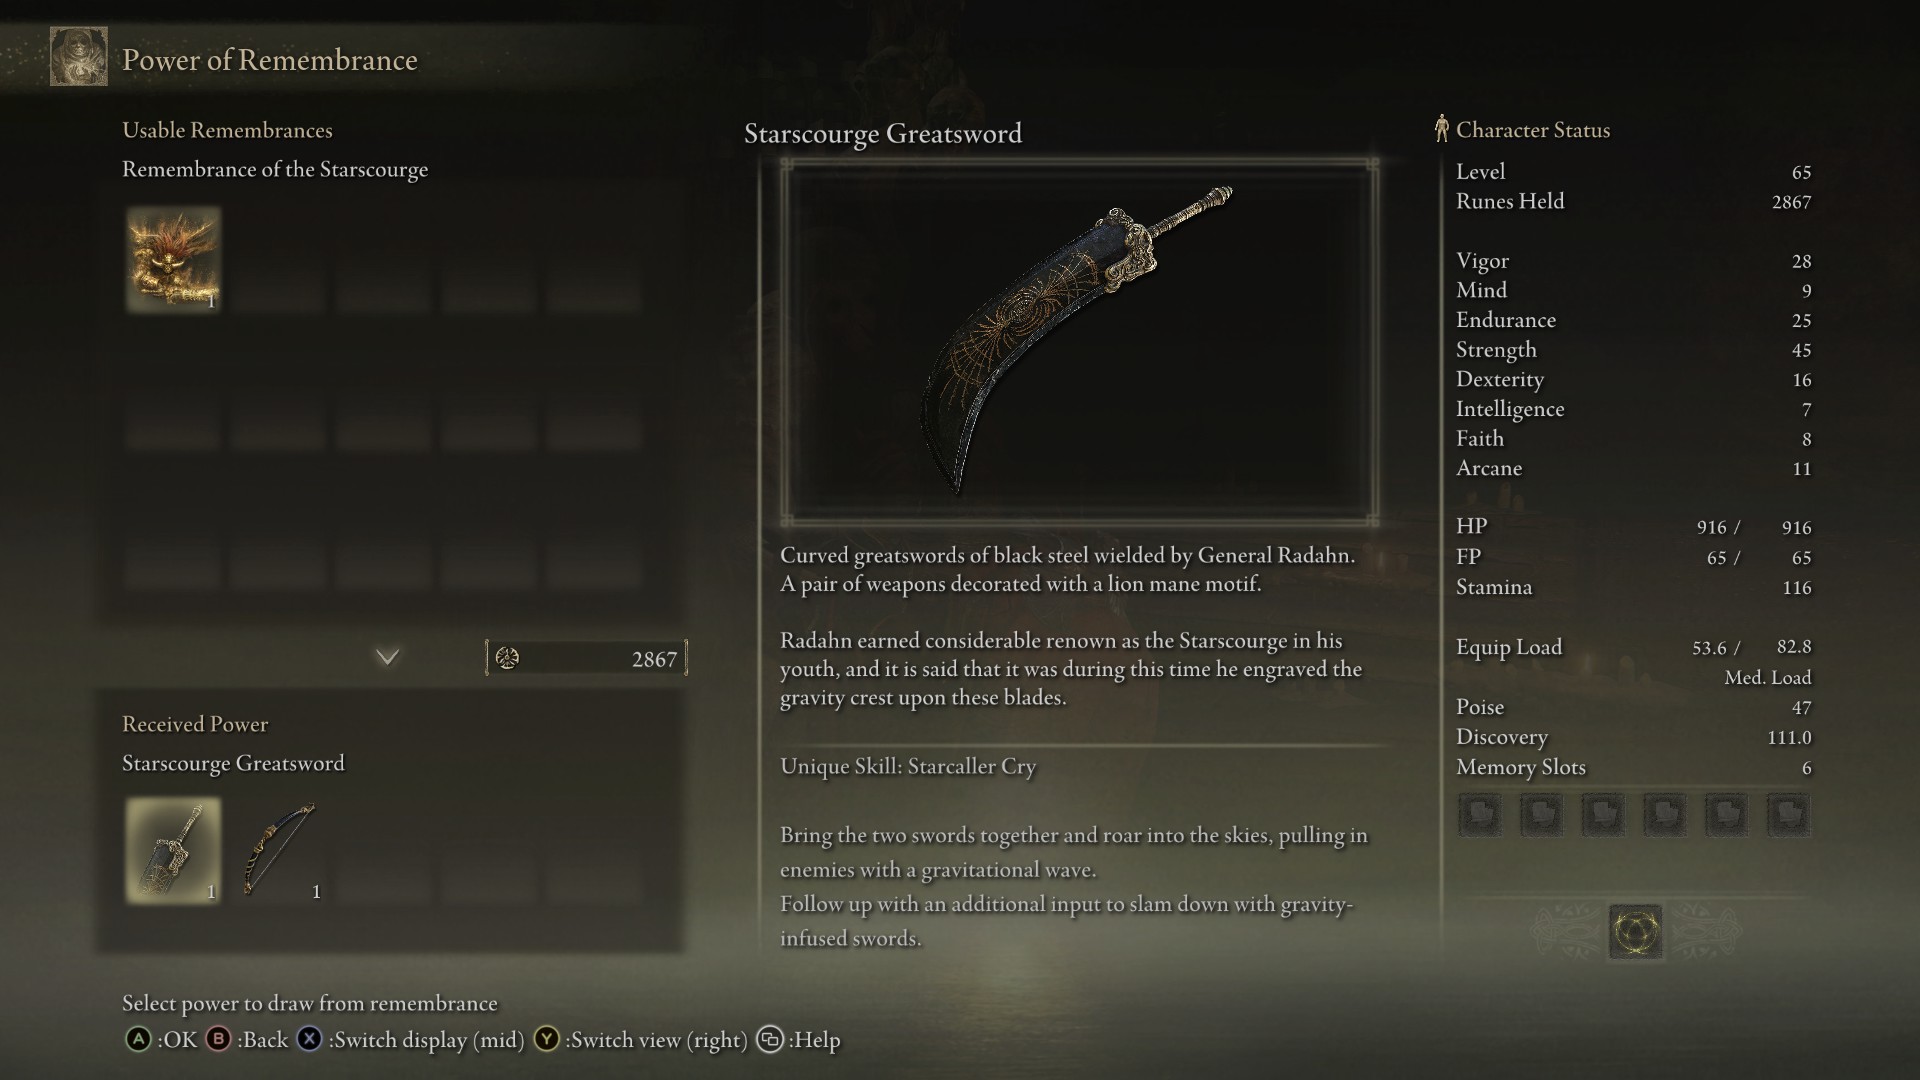 Power of Remembrance
Usable Remembrances
Remembrance of the Starscourge
1
2867
Received Power
Starscourge Greatsword
1
1
Starscourge Greatsword
Curved greatswords of black steel wielded by General Radahn.
A pair of weapons decorated with a lion mane motif.
Radahn earned considerable renown as the Starscourge in his
youth, and it is said that it was during this time he engraved the
gravity crest upon these blades.
Unique Skill: Starcaller Cry
Bring the two swords together and roar into the skies, pulling in
enemies with a gravitational wave.
Follow up with an additional input to slam down with gravity-
infused swords.
Character Status
Level 65
Runes Held 2867
Vigor 28
Mind 9
Endurance 25
Strength 45
Dexterity 16
Intelligence 7
Faith 8
Arcane 11
HP 916 / 916
FP 65 / 65
Stamina 116
Equip Load 53.6 / 82.8
Med. Load
Poise 47
Discovery 111.0
Memory Slots 6
Select power to draw from remembrance
A :OK B :Back X :Switch display (mid) Y :Switch view (right) :Help